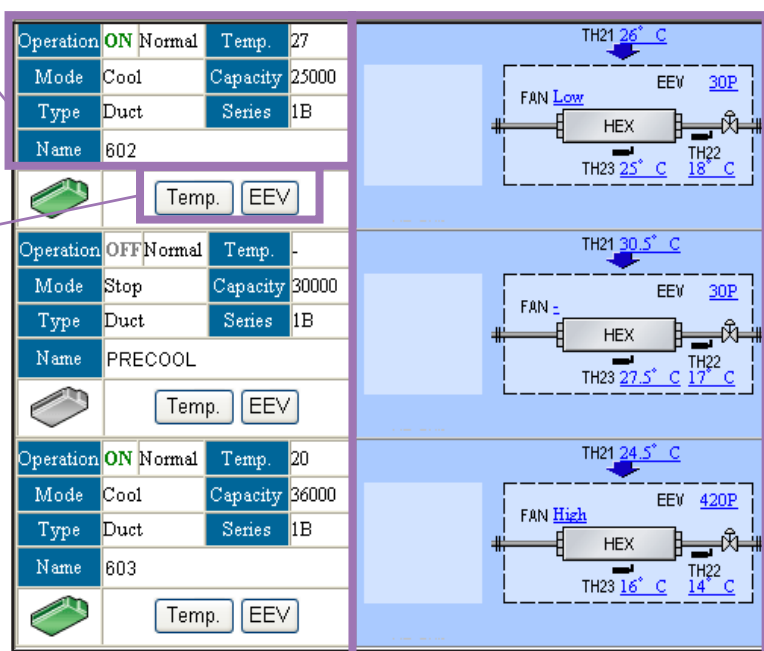 Operation ON Normal Temp. 27
Mode Cool Capacity 25000
Type Duct Series 1B
Name 602
Temp. EEV
TH21 26° C
EEV 30P
FAN Low
HEX
TH22
TH23 25° C 18° C
Operation OFF Normal Temp. -
Mode Stop Capacity 30000
Type Duct Series 1B
Name PRECOOL
Temp. EEV
TH21 30.5° C
EEV 30P
FAN -
HEX
TH22
TH23 27.5° C 17° C
Operation ON Normal Temp. 20
Mode Cool Capacity 36000
Type Duct Series 1B
Name 603
Temp. EEV
TH21 24.5° C
EEV 420P
FAN High
HEX
TH22
TH23 16° C 14° C